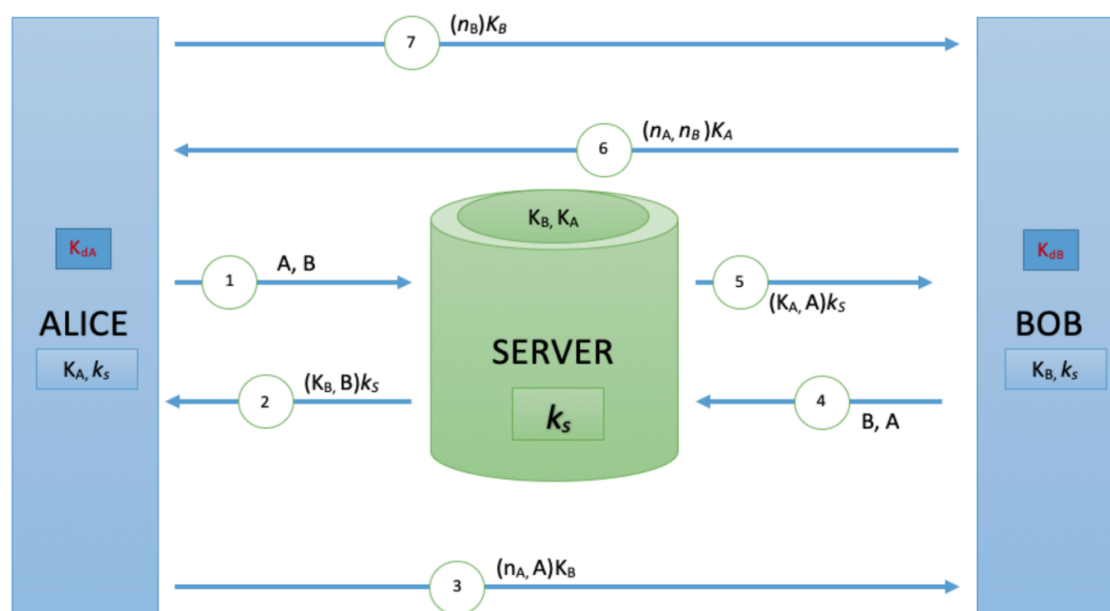 7
(nB)KB
6
(nA, nB)KA
KB, KA
KdA
KdB
1
A, B
5
(KA, A)kS
ALICE
KA, ks
SERVER
ks
BOB
KB, ks
2
(KB, B)kS
4
B, A
3
(nA, A)KB